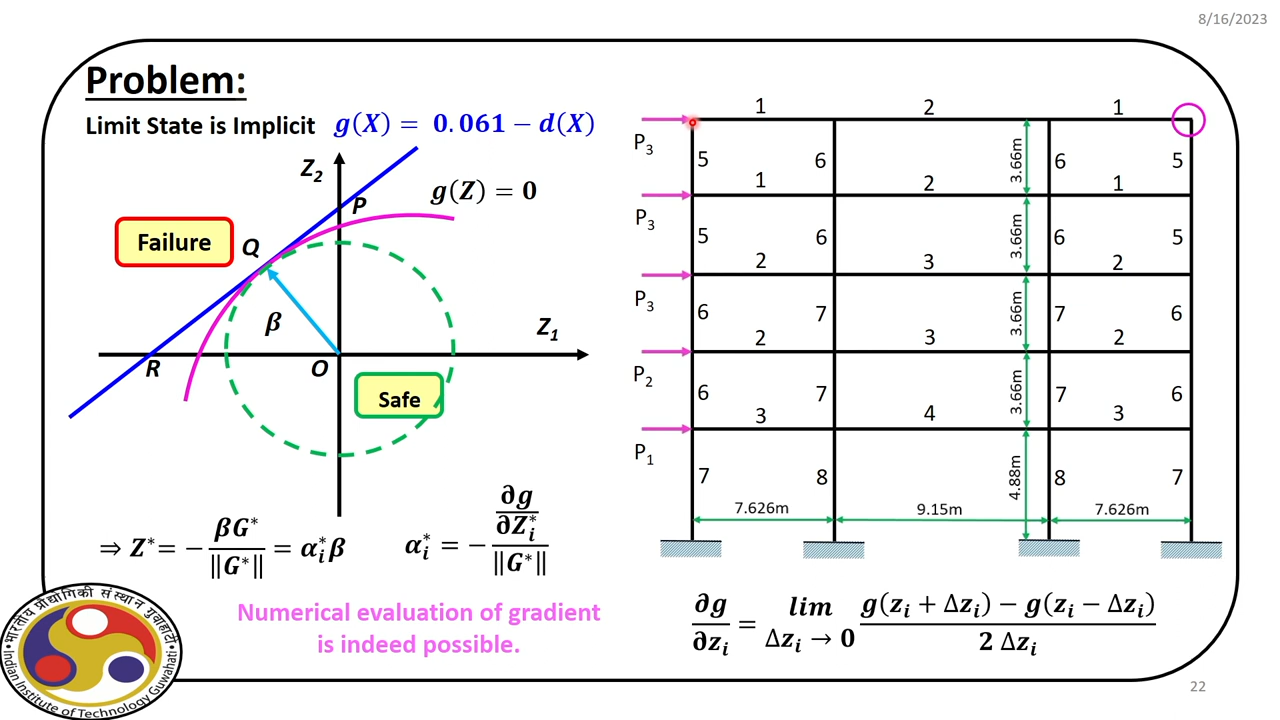 8/16/2023
Problem:
Limit State is Implicit g(X) = 0.061 − d(X)
Z₂
P
g(Z) = 0
Failure
Q
β
Z₁
R
O
Safe
⇒ Z* = − βG* / ‖G*‖ = αᵢ*β
αᵢ* = − (∂g / ∂Zᵢ*) / ‖G*‖
Numerical evaluation of gradient
is indeed possible.
1 2 1
P₃
5 6 3.66m 6 5
1 2 1
P₃
5 6 3.66m 6 5
2 3 2
P₃
6 7 3.66m 7 6
2 3 2
P₂
6 7 3.66m 7 6
3 4 3
P₁
7 8 4.88m 8 7
7.626m 9.15m 7.626m
∂g / ∂zᵢ = lim Δzᵢ → 0 (g(zᵢ + Δzᵢ) − g(zᵢ − Δzᵢ)) / 2 Δzᵢ
भारतीय प्रौद्योगिकी संस्थान गुवाहाटी
Indian Institute of Technology Guwahati
22